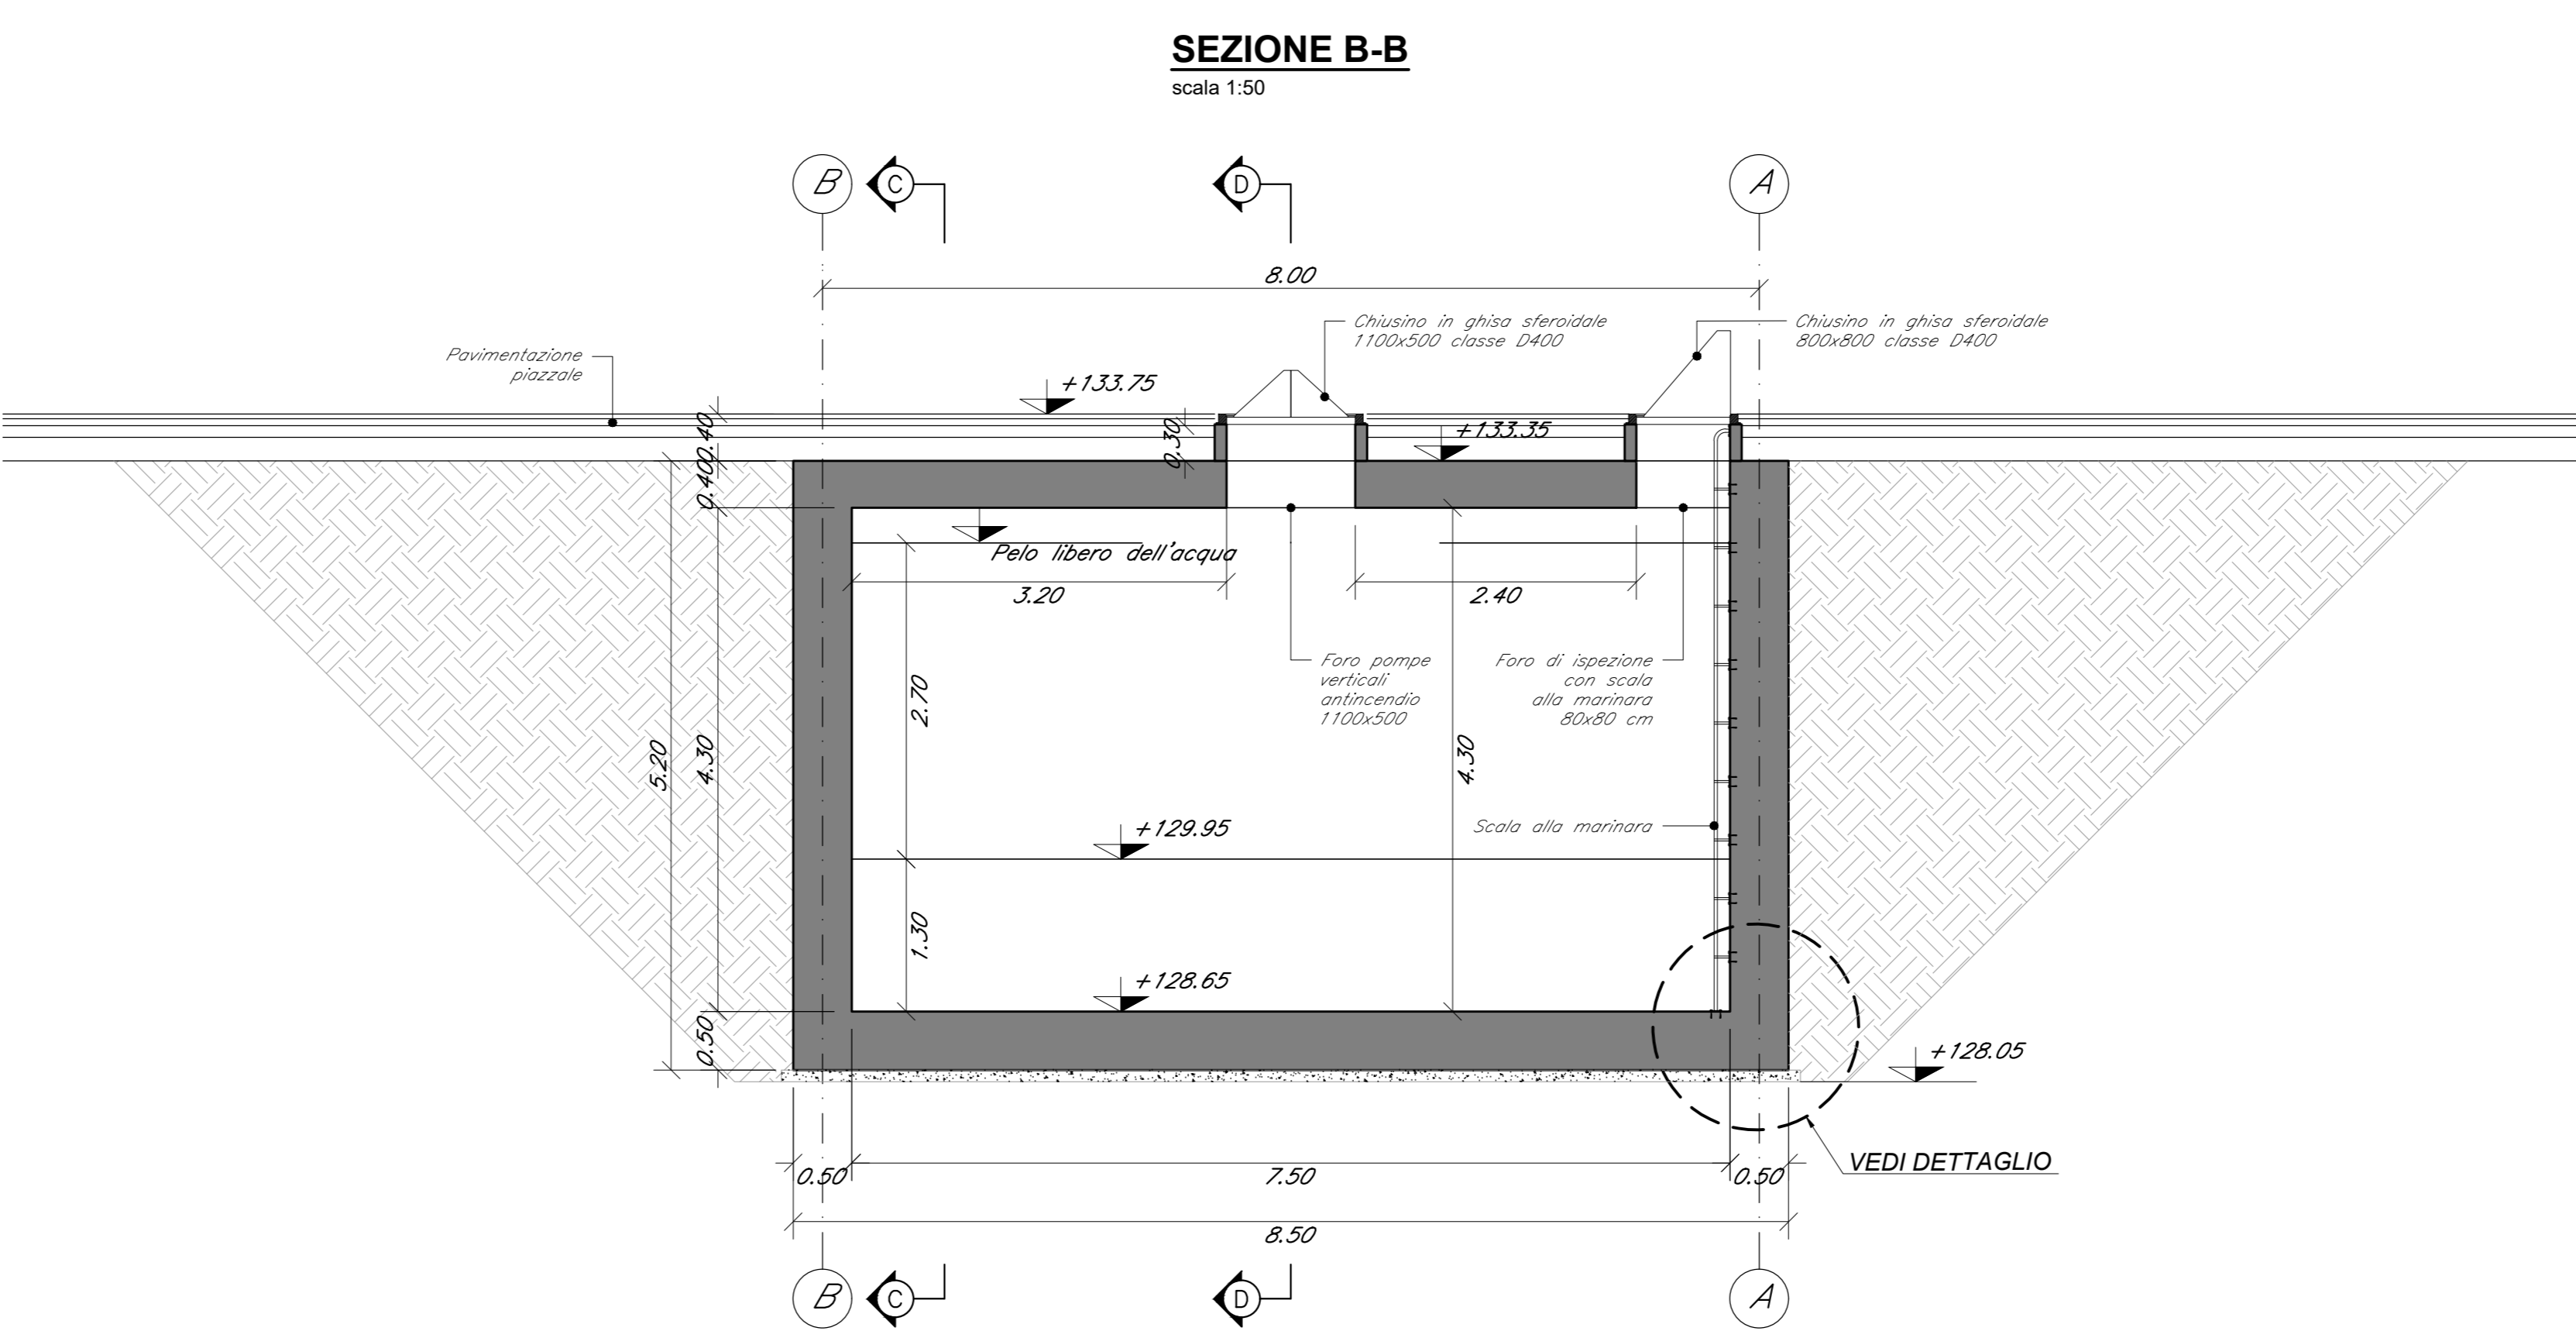 SEZIONE B-B
scala 1:50
B
C
D
A
8.00
Chiusino in ghisa sferoidale
1100x500 classe D400
Chiusino in ghisa sferoidale
800x800 classe D400
Pavimentazione
piazzale
+133.75
0.40
0.30
+133.35
0.40
Pelo libero dell'acqua
3.20
2.40
Foro pompe
verticali
antincendio
1100x500
Foro di ispezione
con scala
alla marinara
80x80 cm
2.70
5.20
4.30
4.30
+129.95
Scala alla marinara
1.30
+128.65
0.50
+128.05
VEDI DETTAGLIO
0.50
7.50
0.50
8.50
B
C
D
A